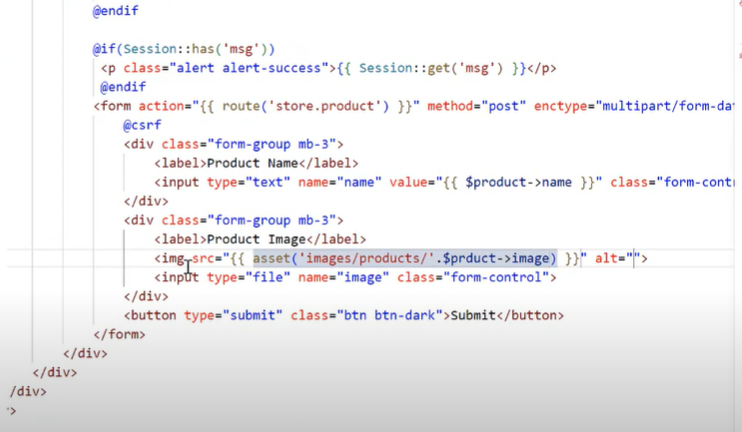 @endif
@if(Session::has('msg'))
<p class="alert alert-success">{{ Session::get('msg') }}</p>
@endif
<form action="{{ route('store.product') }}" method="post" enctype="multipart/form-da
@csrf
<div class="form-group mb-3">
<label>Product Name</label>
<input type="text" name="name" value="{{ $product->name }}" class="form-contr
</div>
<div class="form-group mb-3">
<label>Product Image</label>
<img src="{{ asset('images/products/'.$prduct->image) }}" alt="">
<input type="file" name="image" class="form-control">
</div>
<button type="submit" class="btn btn-dark">Submit</button>
</form>
</div>
</div>
/div>
>